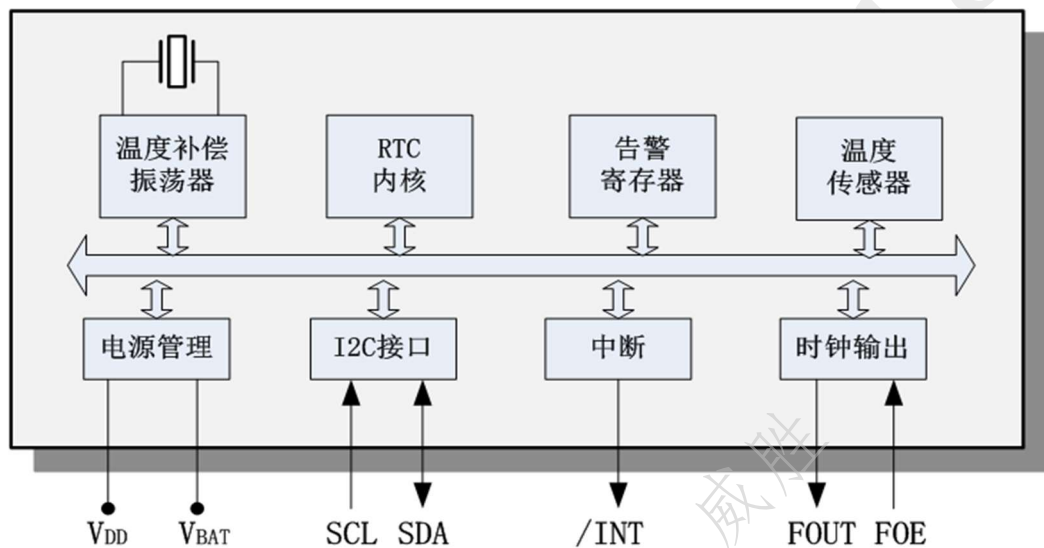 温度补偿
振荡器
RTC
内核
告警
寄存器
温度
传感器
电源管理
I2C接口
中断
时钟输出
VDD
VBAT
SCL
SDA
/INT
FOUT
FOE
威胜